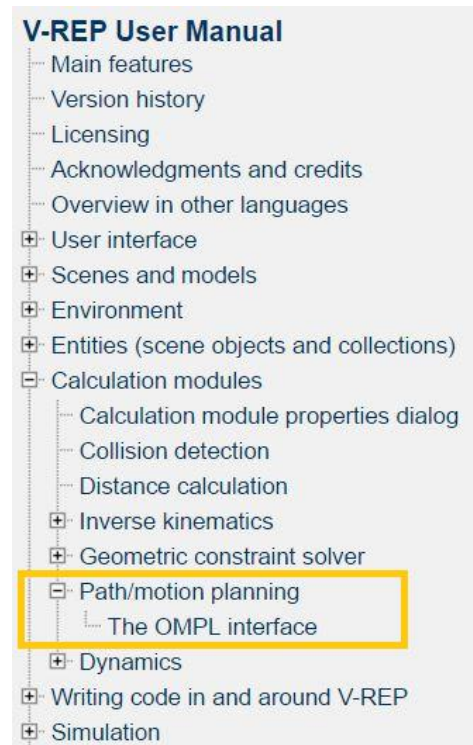 V-REP User Manual
Main features
Version history
Licensing
Acknowledgments and credits
Overview in other languages
User interface
Scenes and models
Environment
Entities (scene objects and collections)
Calculation modules
Calculation module properties dialog
Collision detection
Distance calculation
Inverse kinematics
Geometric constraint solver
Path/motion planning
The OMPL interface
Dynamics
Writing code in and around V-REP
Simulation